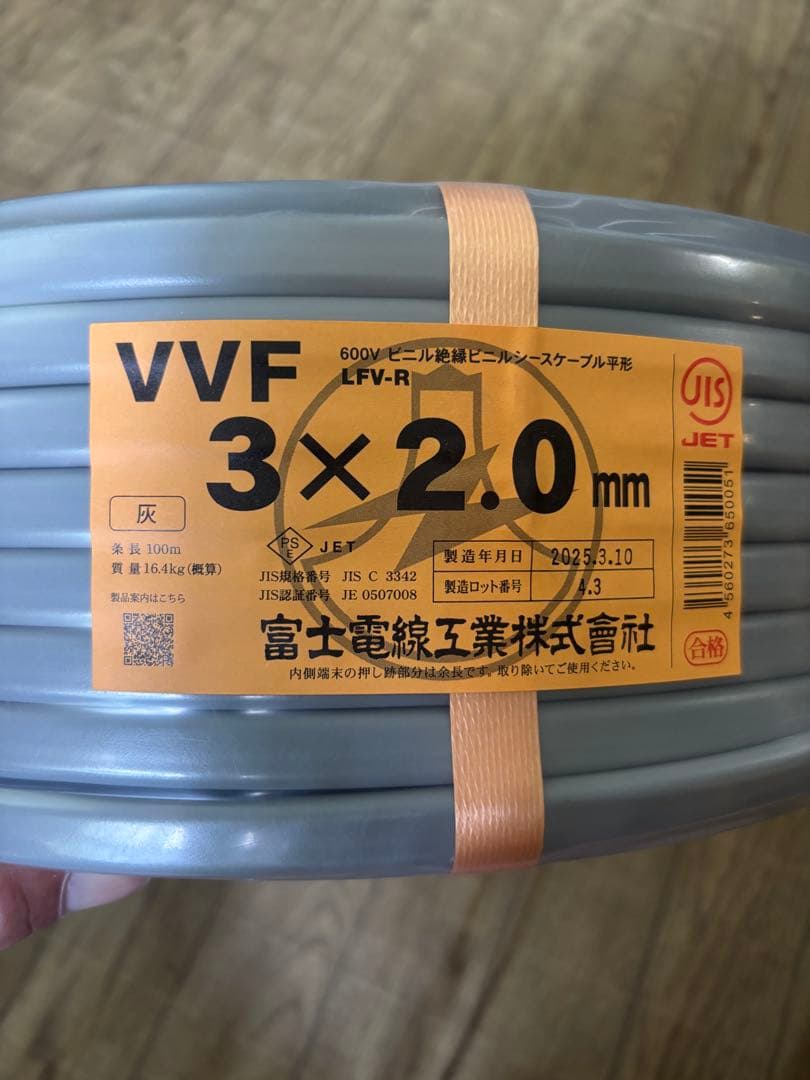 VVF
600V ビニル絶縁ビニルシースケーブル平形
LFV-R
3×2.0mm
灰
条長 100m
質量 16.4kg(概算)
製品案内はこちら
PS
E
JET
JIS規格番号 JIS C 3342
JIS認証番号 JE 0507008
製造年月日 2025.3.10
製造ロット番号 4.3
富士電線工業株式會社
内側端末の押し跡部分は余長です。取り除いてご使用ください。
JIS
JET
4560273650051
合格